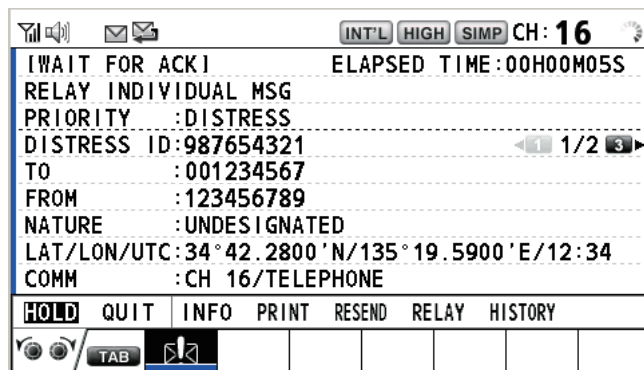 INT'L HIGH SIMP CH: 16
[WAIT FOR ACK] ELAPSED TIME:00H00M05S
RELAY INDIVIDUAL MSG
PRIORITY :DISTRESS
DISTRESS ID:987654321 1 1/2 3
TO :001234567
FROM :123456789
NATURE :UNDESIGNATED
LAT/LON/UTC:34°42.2800'N/135°19.5900'E/12:34
COMM :CH 16/TELEPHONE
HOLD QUIT INFO PRINT RESEND RELAY HISTORY
TAB